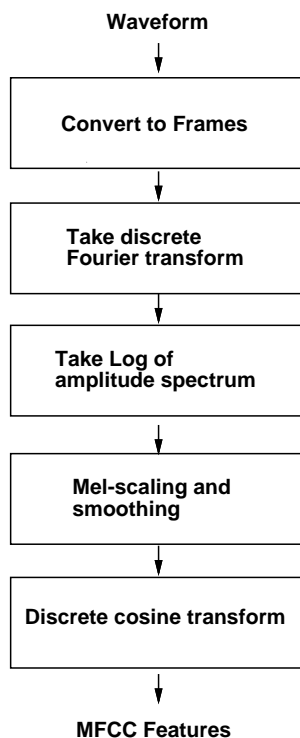 Waveform
Convert to Frames
Take discrete
Fourier transform
Take Log of
amplitude spectrum
Mel-scaling and
smoothing
Discrete cosine transform
MFCC Features